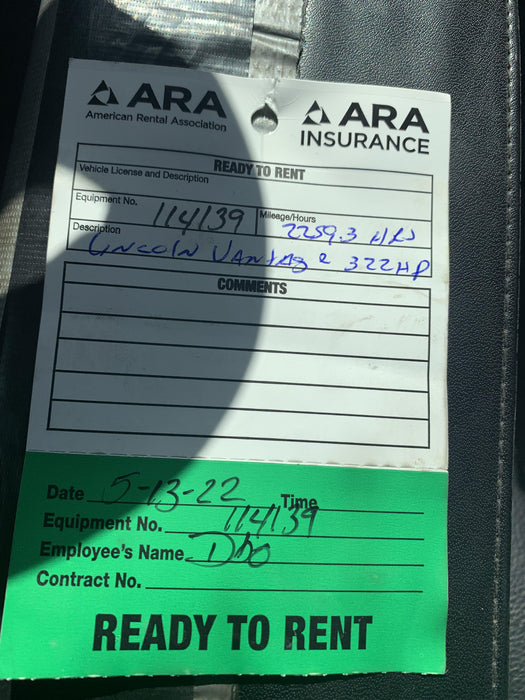 ARA ARA
American Rental Association INSURANCE
READY TO RENT
Vehicle License and Description
Equipment No. 114139 Mileage/Hours 2259.3 HRS
Description LINCOLN VANTAGE 322HP
COMMENTS
Date 5-13-22 Time
Equipment No. 114139
Employee's Name
Contract No.
READY TO RENT